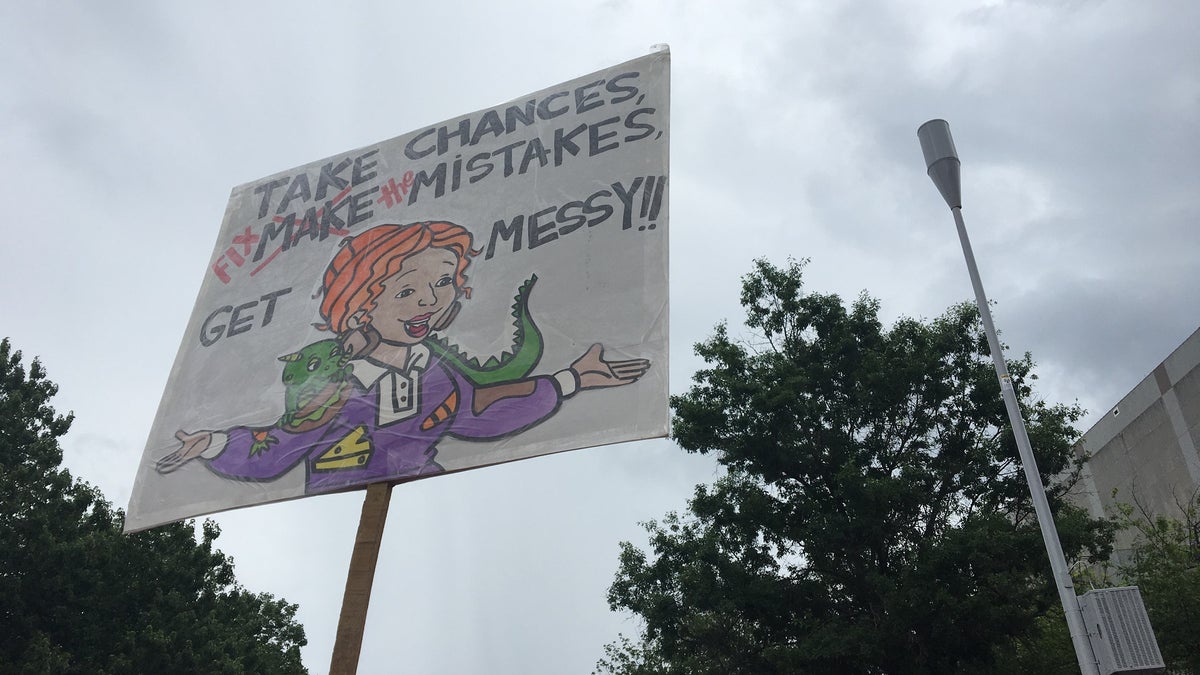 TAKE CHANCES,
FIX MAKE the MISTAKES,
GET MESSY!!